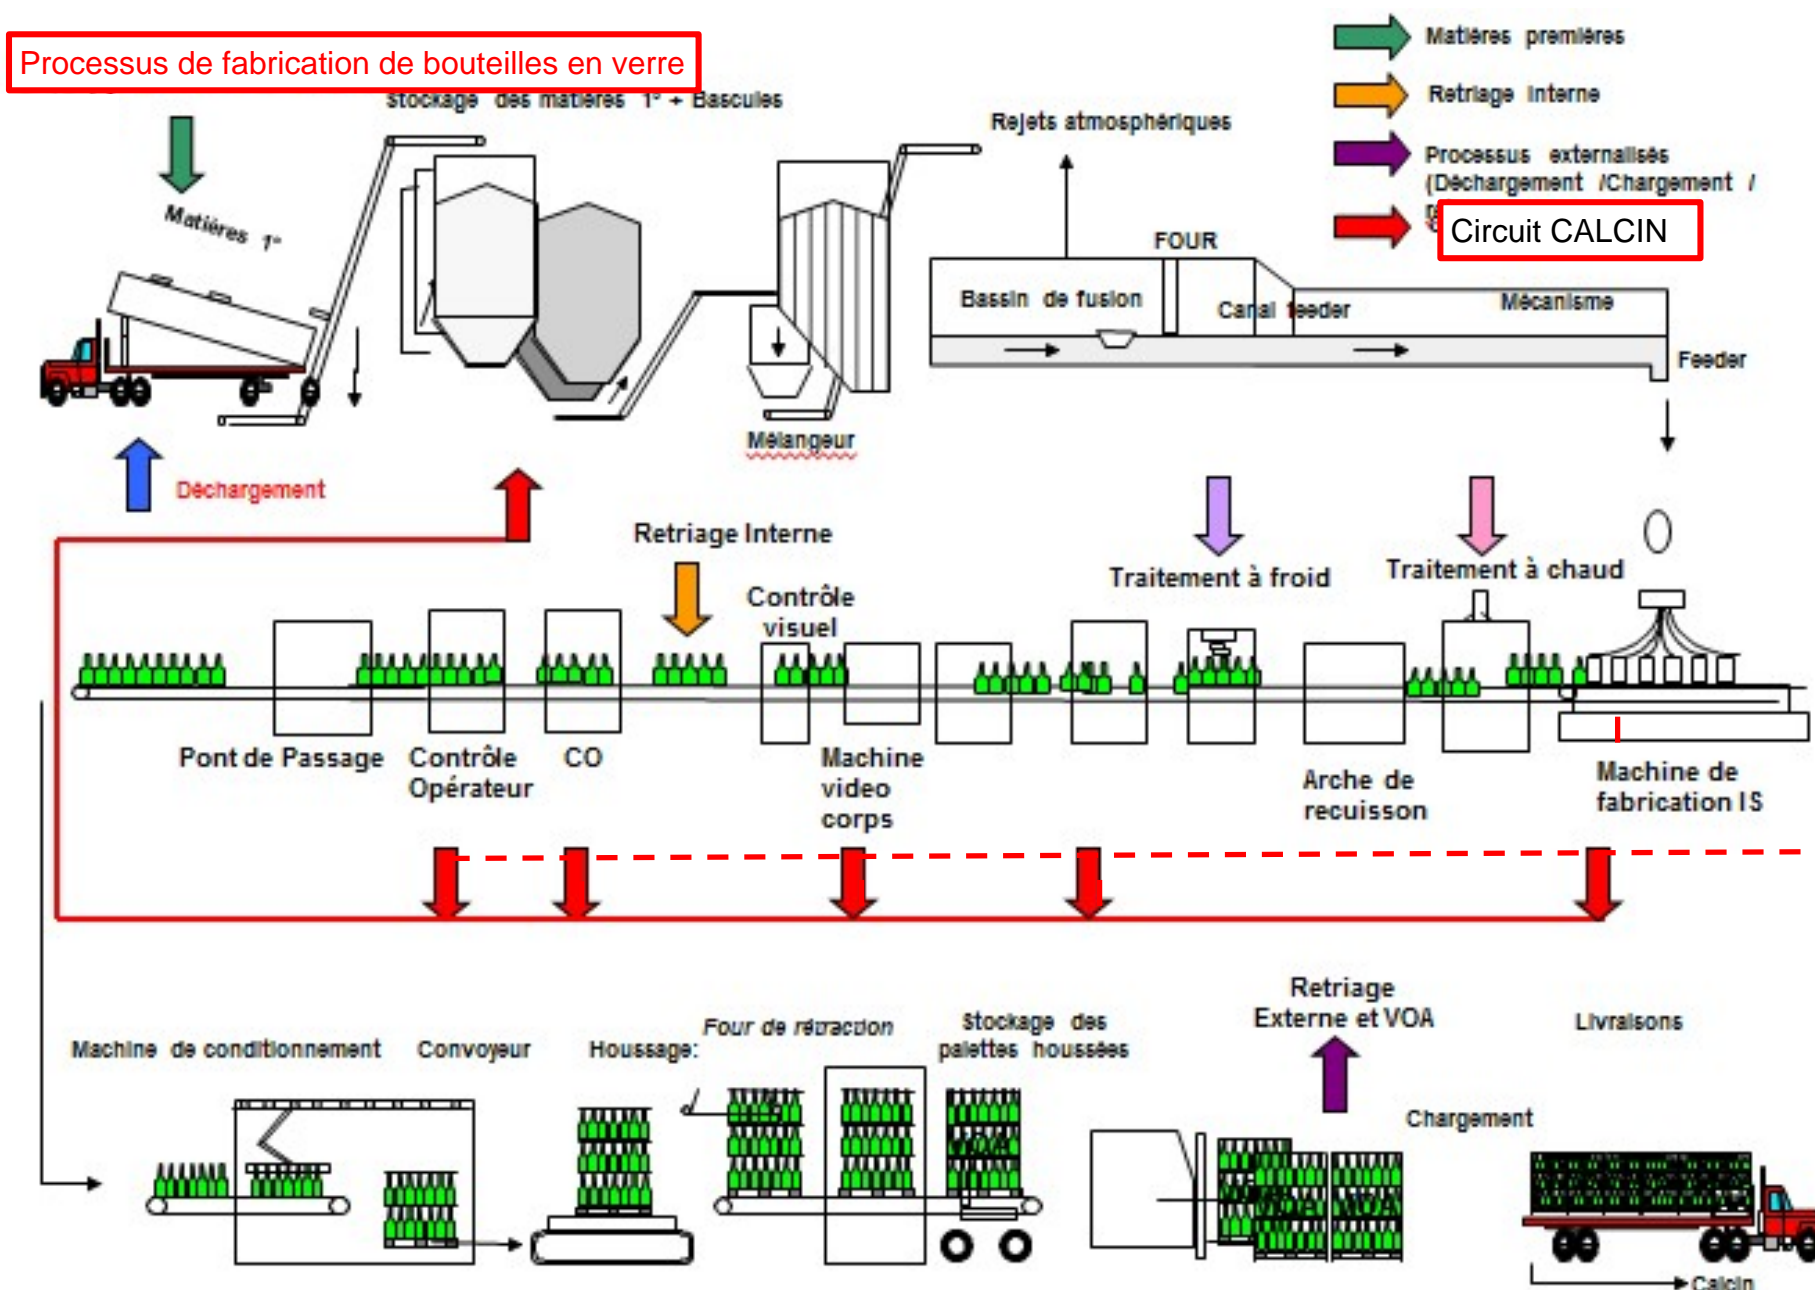 Processus de fabrication de bouteilles en verre
Stockage des matières 1° + Bascules
Matières premières
Retriage Interne
Processus externalisés
(Déchargement /Chargement /
Circuit CALCIN
Rejets atmosphériques
Matières 1°
FOUR
Bassin de fusion
Canal feeder
Mécanisme
Feeder
Mélangeur
Déchargement
Retriage Interne
Traitement à froid
Traitement à chaud
Contrôle
visuel
Pont de Passage
Contrôle
Opérateur
CO
Machine
video
corps
Arche de
recuisson
Machine de
fabrication IS
Retriage
Externe et VOA
Livraisons
Machine de conditionnement
Convoyeur
Houssage:
Four de rétraction
Stockage des
palettes houssées
Chargement
VOA
VOA
VOA
Calcin